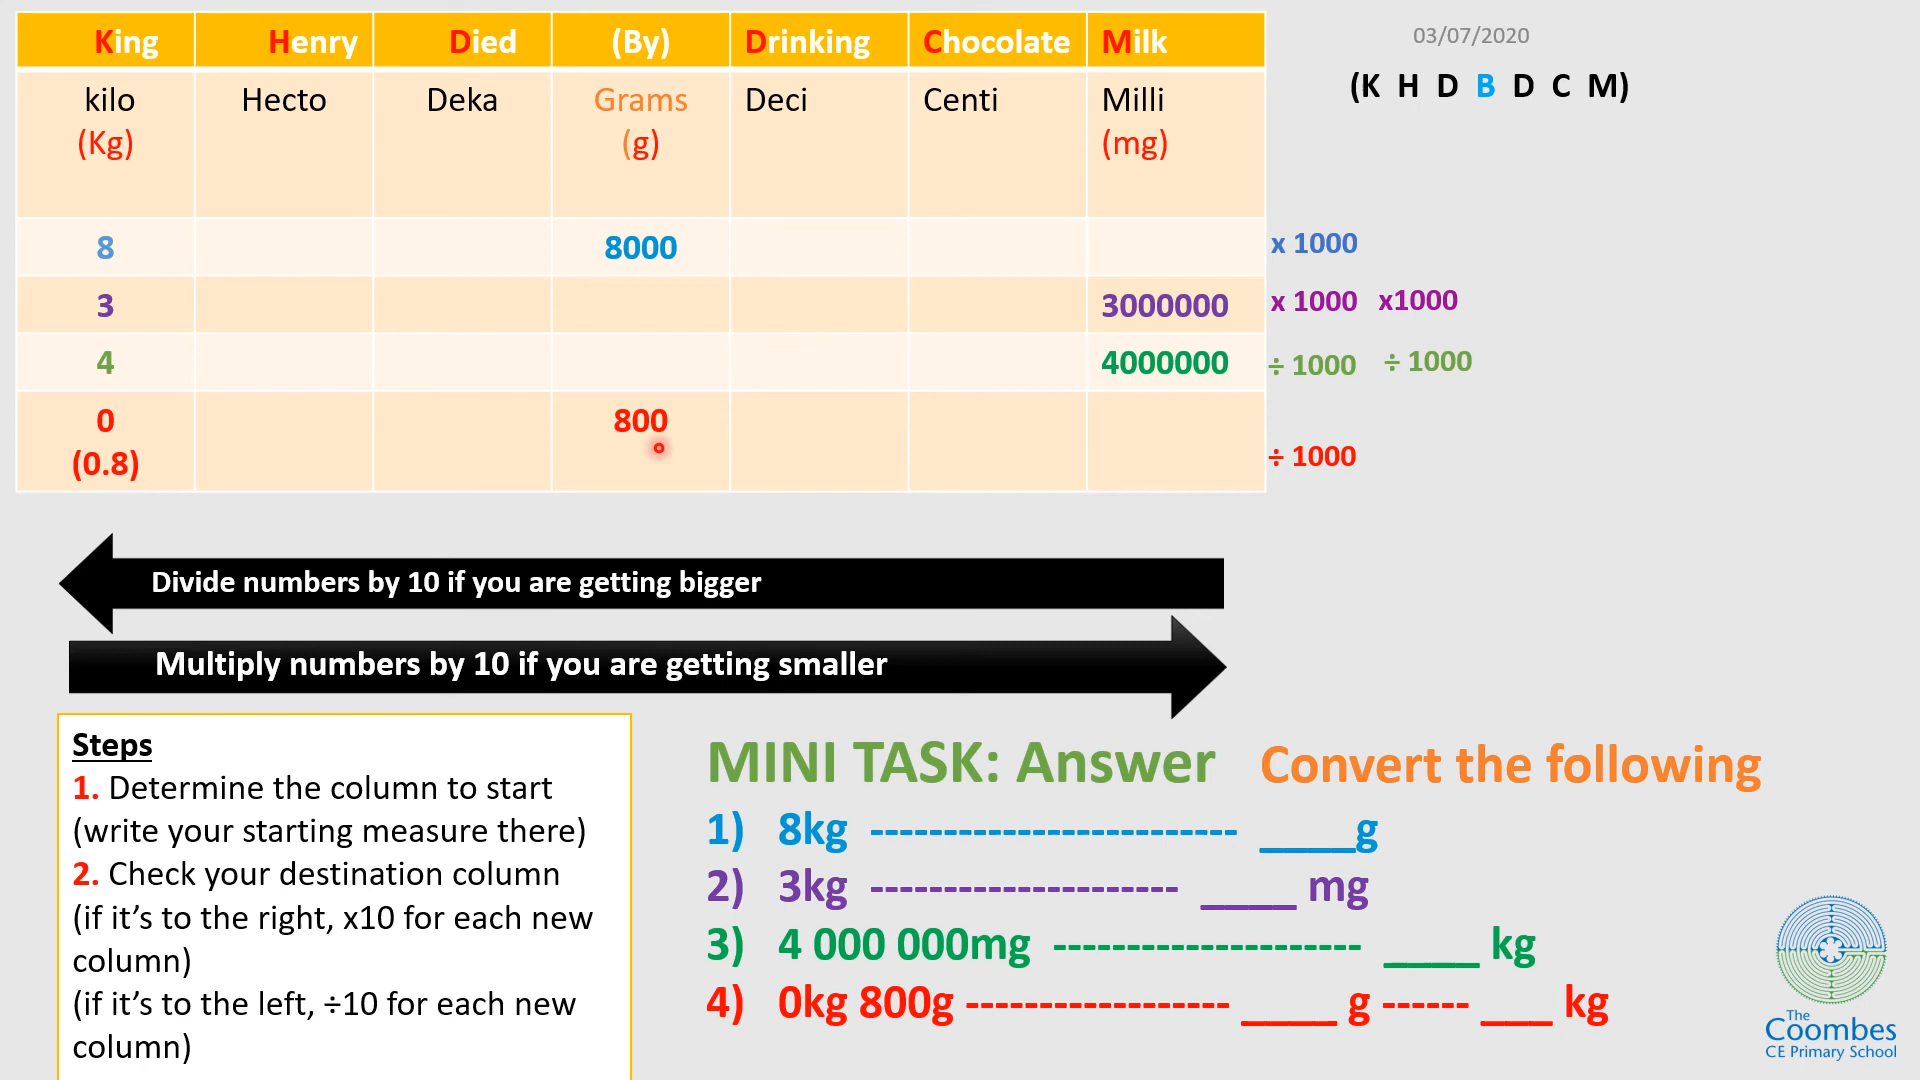 King Henry Died (By) Drinking Chocolate Milk
kilo Hecto Deka Grams Deci Centi Milli
(Kg) (g) (mg)
8 8000
3 3000000
4 4000000
0 800
(0.8)
03/07/2020
(K H D B D C M)
x 1000
x 1000 x1000
÷ 1000 ÷ 1000
÷ 1000
Divide numbers by 10 if you are getting bigger
Multiply numbers by 10 if you are getting smaller
Steps
1. Determine the column to start
(write your starting measure there)
2. Check your destination column
(if it’s to the right, x10 for each new
column)
(if it’s to the left, ÷10 for each new
column)
MINI TASK: Answer Convert the following
1) 8kg ------------------------- ____g
2) 3kg --------------------- ____ mg
3) 4 000 000mg --------------------- ____ kg
4) 0kg 800g ------------------ ____ g ------ ___ kg
The
Coombes
CE Primary School